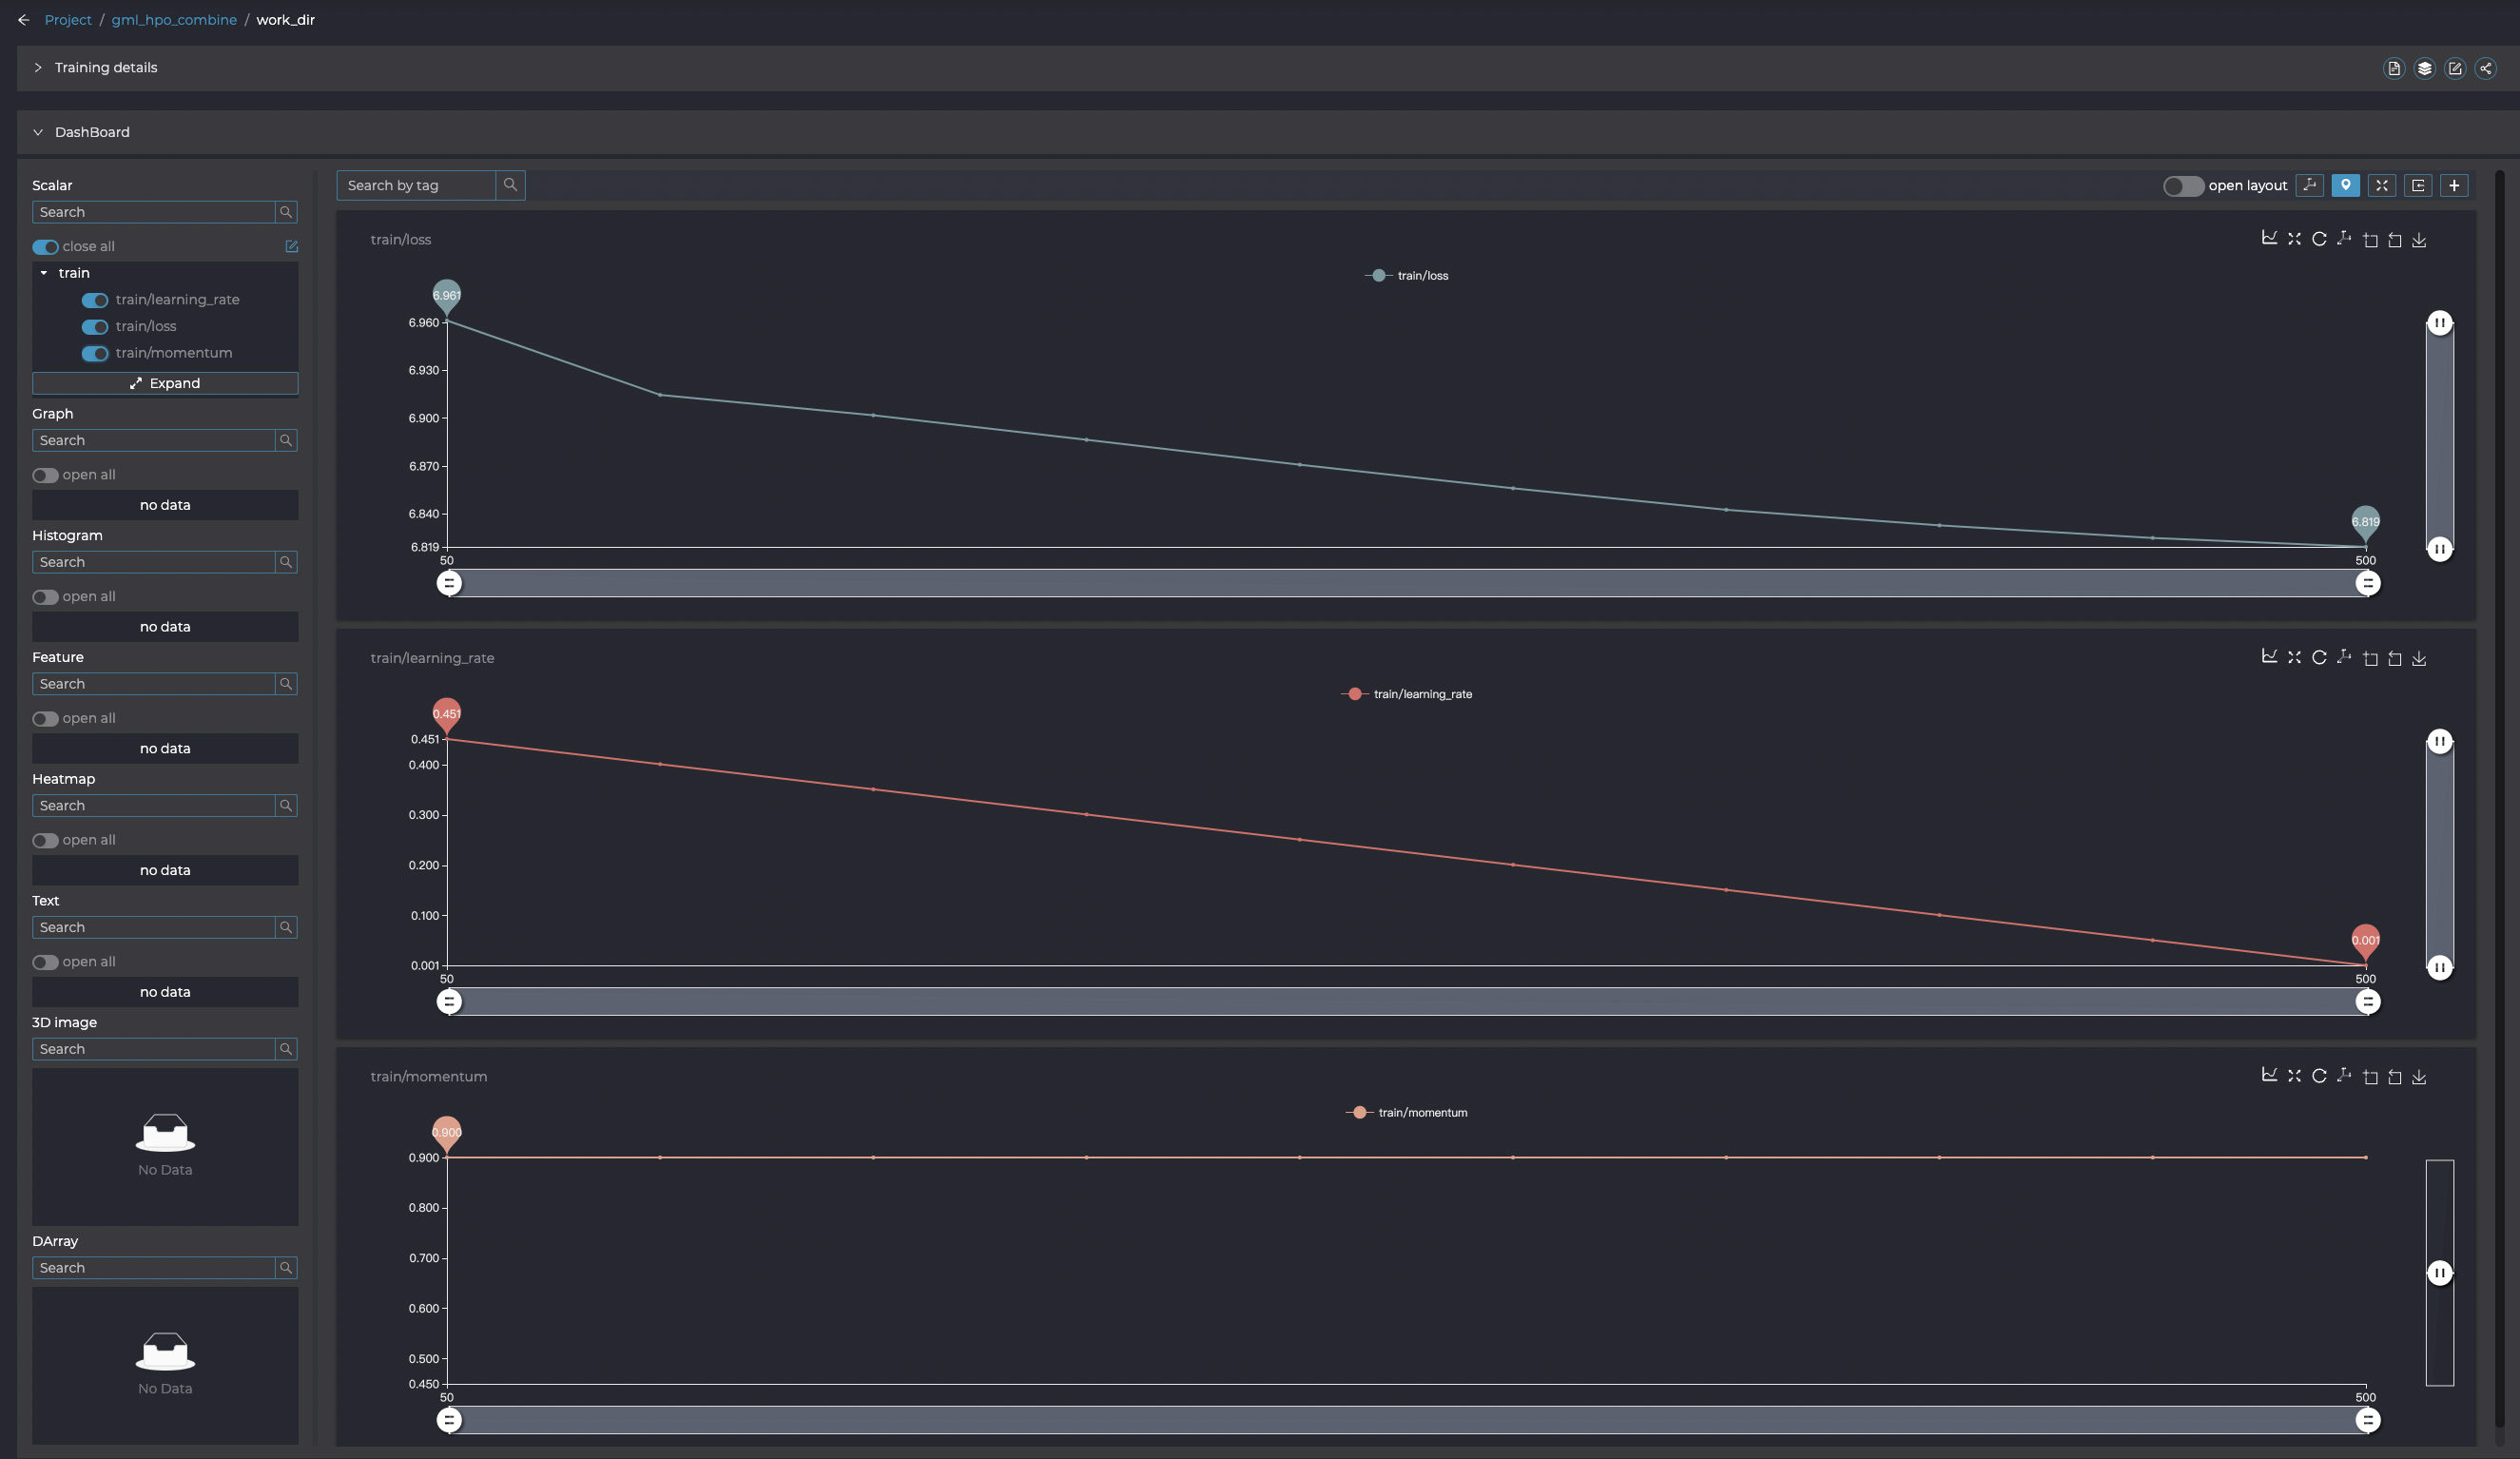 Project / gml_hpo_combine / work_dir
Training details
DashBoard
Scalar
Search
close all
train
train/learning_rate
train/loss
train/momentum
Expand
Graph
Search
open all
no data
Histogram
Search
open all
no data
Feature
Search
open all
no data
Heatmap
Search
open all
no data
Text
Search
open all
no data
3D image
Search
No Data
DArray
Search
No Data
Search by tag
open layout
train/loss
train/loss
6.961
6.960
6.930
6.900
6.870
6.840
6.819
6.819
50
500
train/learning_rate
train/learning_rate
0.451
0.451
0.400
0.300
0.200
0.100
0.001
0.001
50
500
train/momentum
train/momentum
0.900
0.900
0.800
0.700
0.600
0.500
0.450
50
500